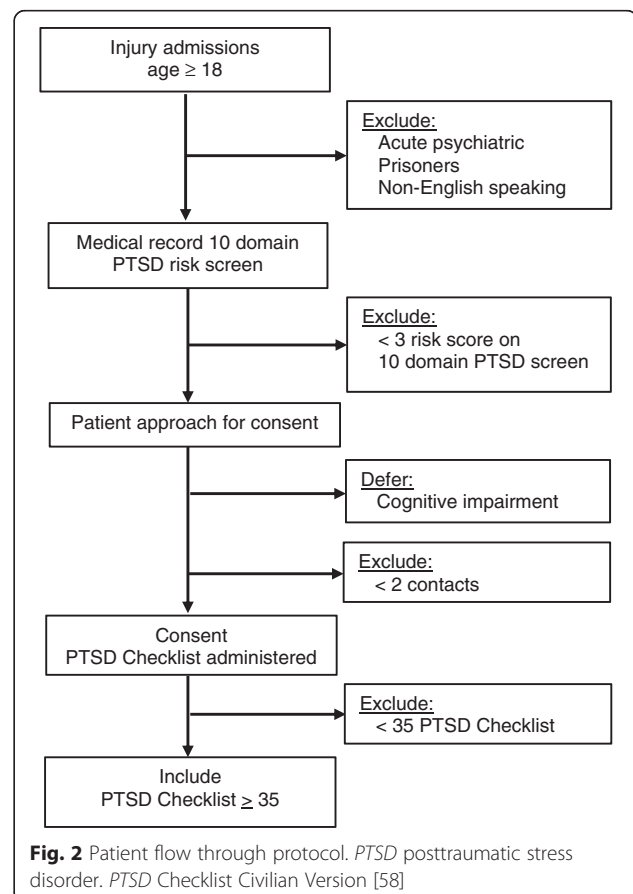 Injury admissions
age ≥ 18
Exclude:
Acute psychiatric
Prisoners
Non-English speaking
Medical record 10 domain
PTSD risk screen
Exclude:
< 3 risk score on
10 domain PTSD screen
Patient approach for consent
Defer:
Cognitive impairment
Exclude:
< 2 contacts
Consent
PTSD Checklist administered
Exclude:
< 35 PTSD Checklist
Include
PTSD Checklist ≥ 35
Fig. 2 Patient flow through protocol. PTSD posttraumatic stress
disorder. PTSD Checklist Civilian Version [58]